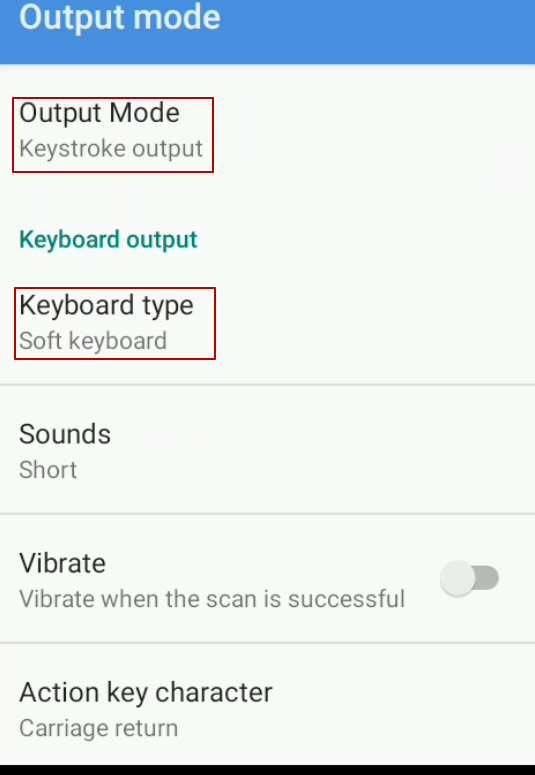 Output mode
Output Mode
Keystroke output
Keyboard output
Keyboard type
Soft keyboard
Sounds
Short
Vibrate
Vibrate when the scan is successful
Action key character
Carriage return